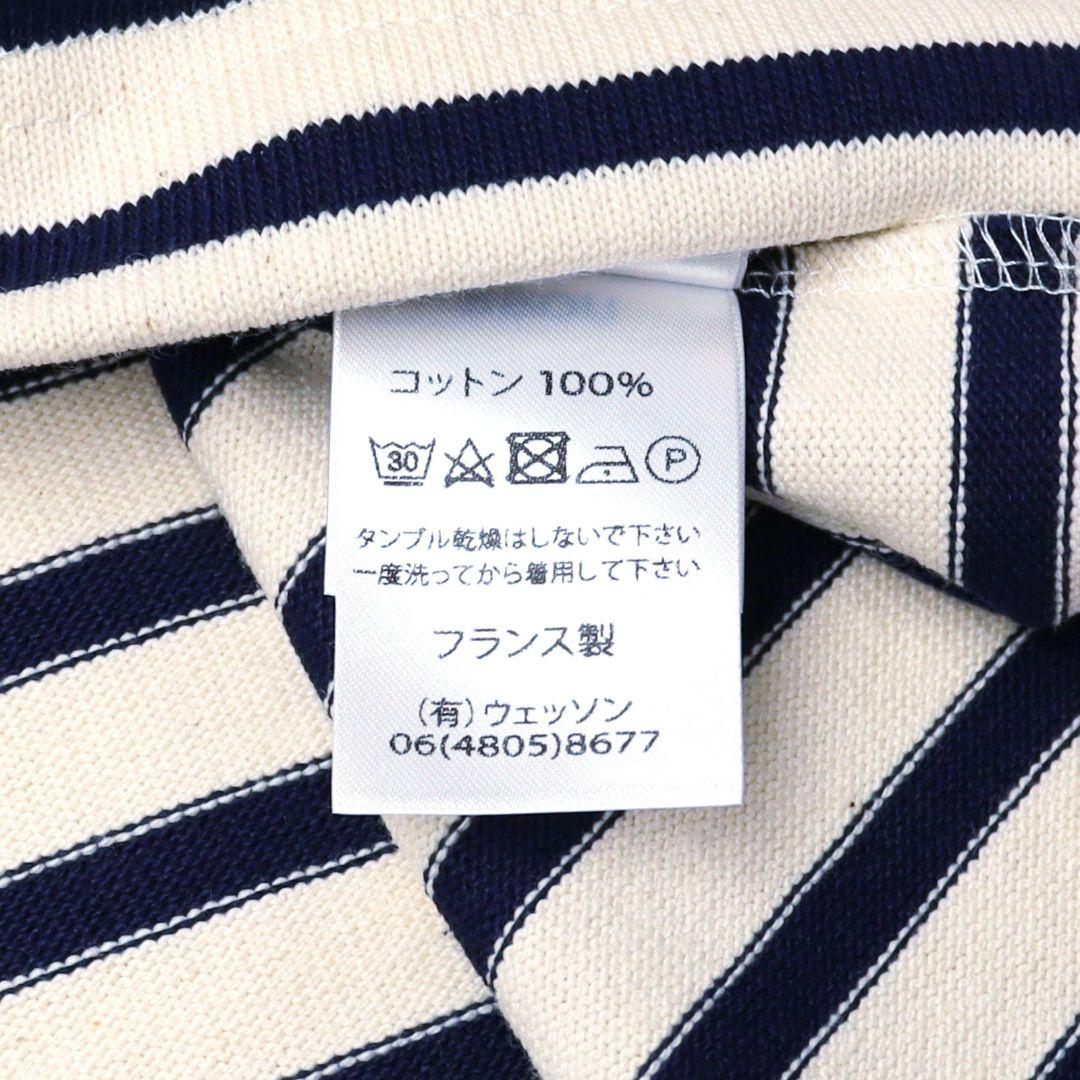 コットン 100%
30 P
タンブル乾燥はしないで下さい
一度洗ってから着用して下さい
フランス製
(有)ウェッソン
06(4805)8677